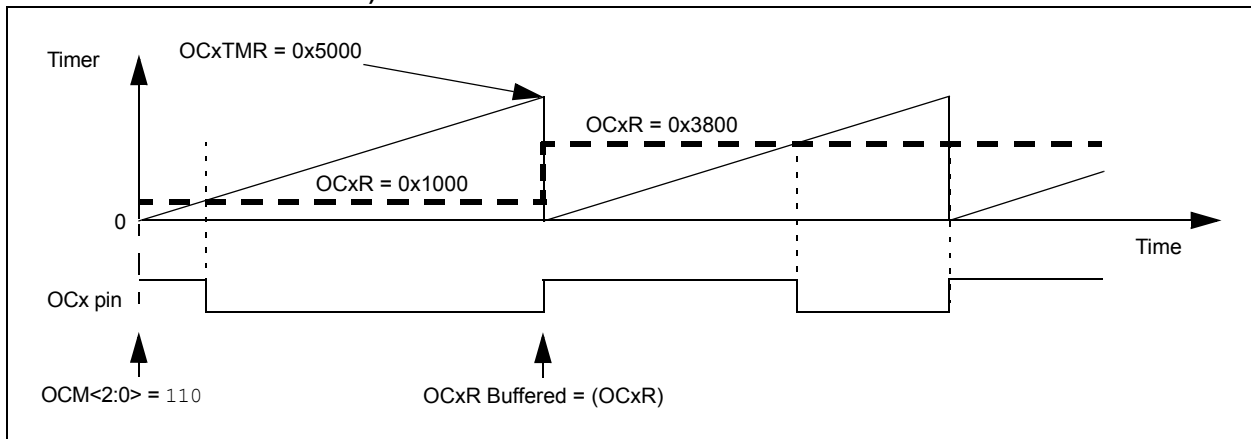 )
OCxTMR = 0x5000
Timer
OCxR = 0x3800
OCxR = 0x1000
0
Time
OCx pin
OCM<2:0> = 110
OCxR Buffered = (OCxR)